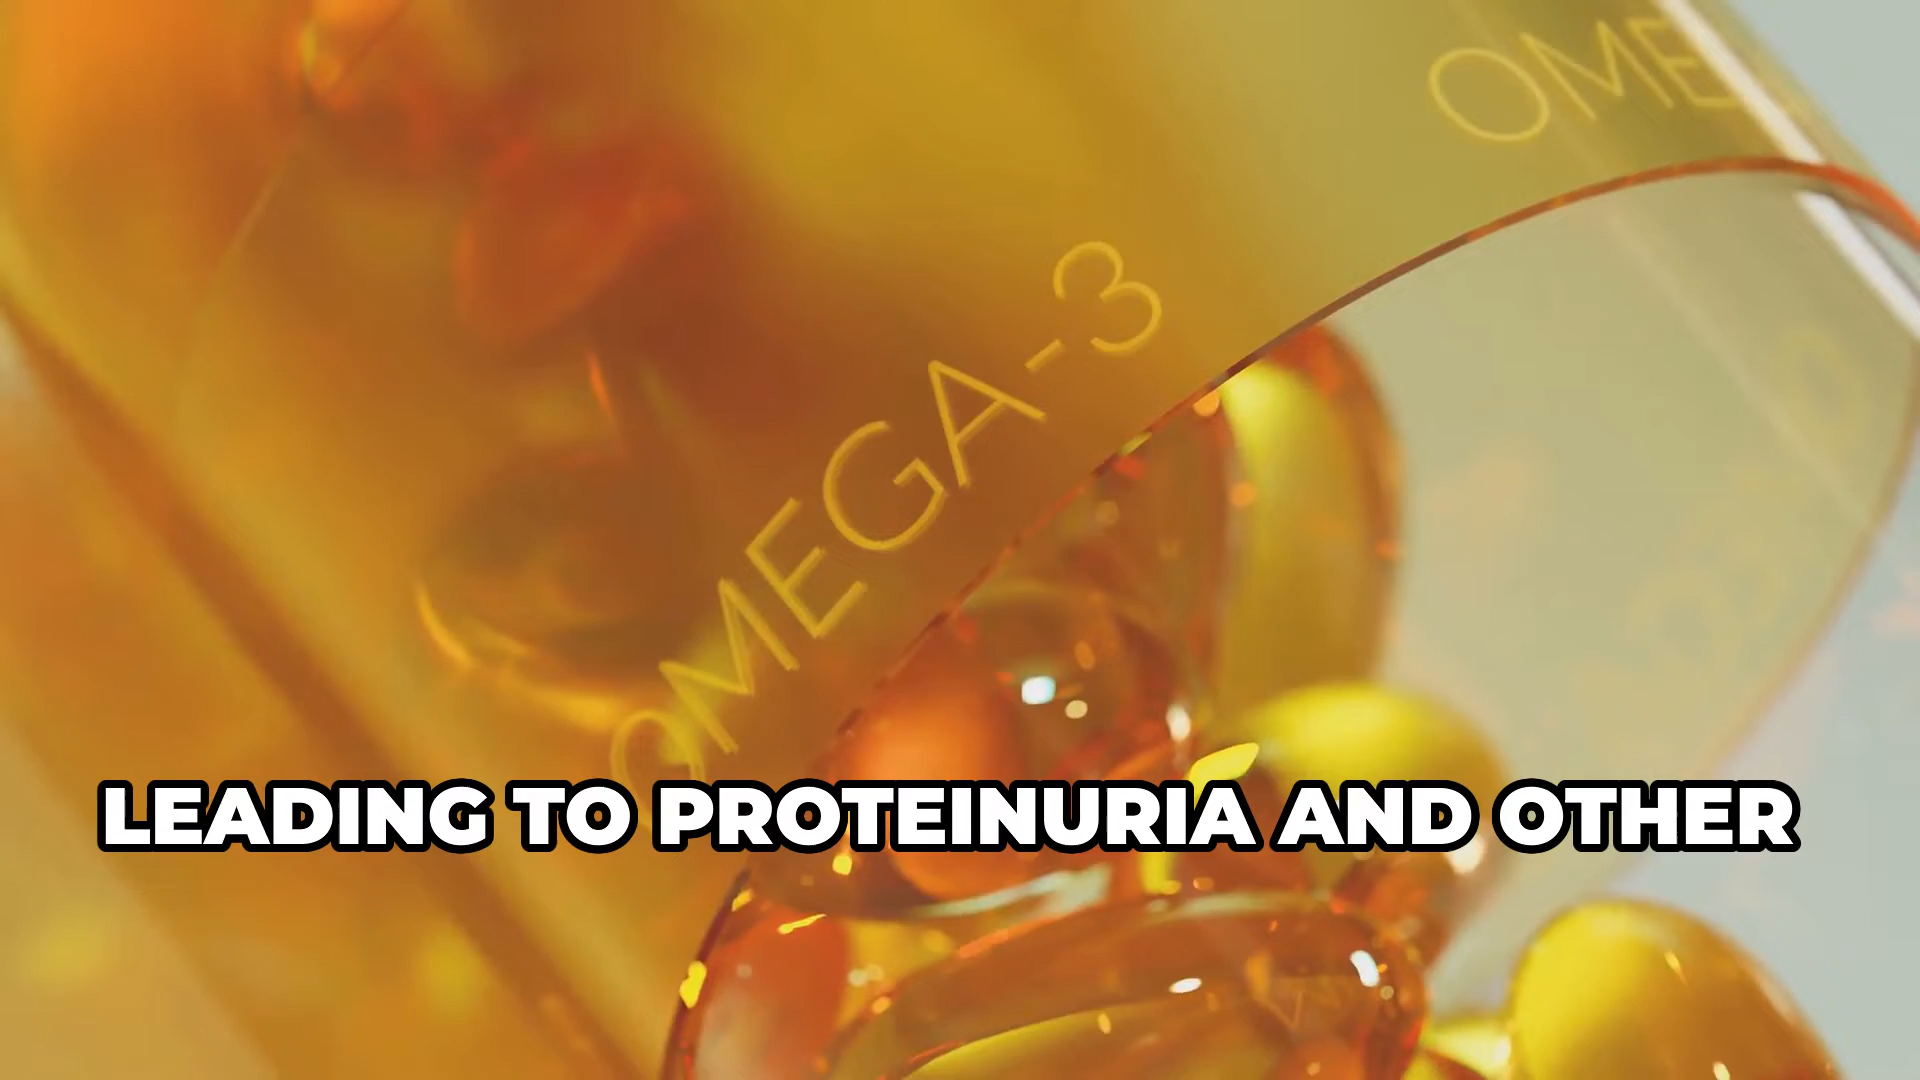 OME
OMEGA-3
LEADING TO PROTEINURIA AND OTHER